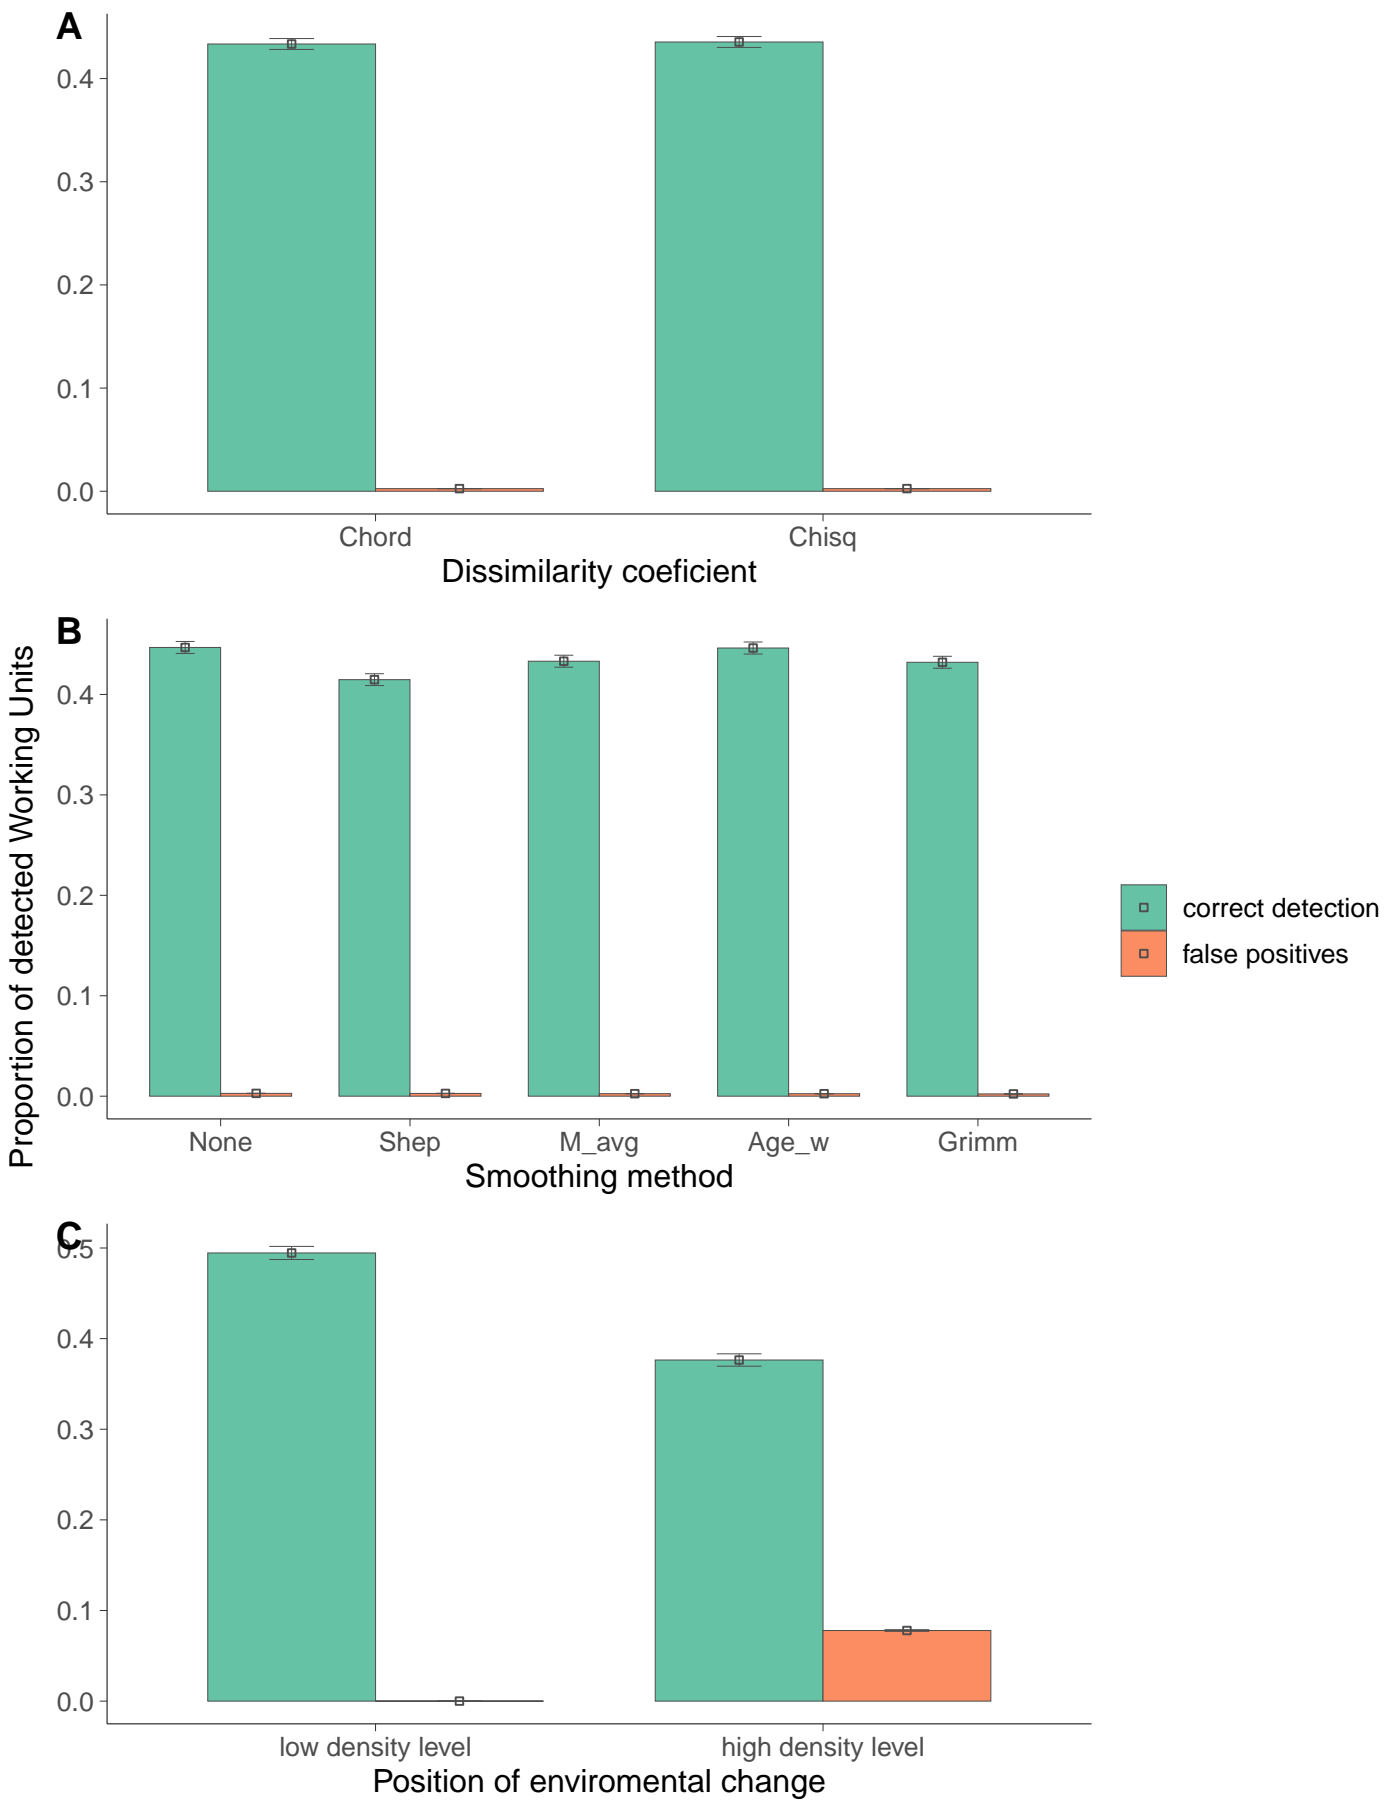 A
0.4
0.3
0.2
0.1
0.0
Chord
Chisq
Dissimilarity coeficient
B
0.4
0.3
0.2
0.1
0.0
None
Shep
M_avg
Age_w
Grimm
Smoothing method
Proportion of detected Working Units
correct detection
false positives
C
0.5
0.4
0.3
0.2
0.1
0.0
low density level
high density level
Position of enviromental change